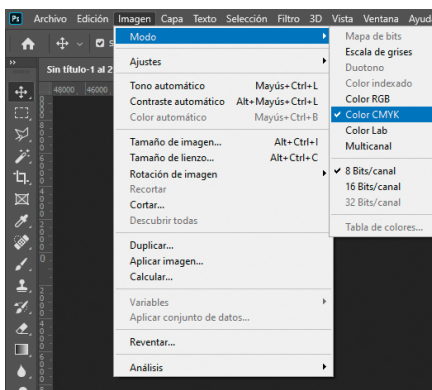 Ps Archivo Edición Imagen Capa Texto Selección Filtro 3D Vista Ventana Ayud
Sin título-1 al 2
48000 46000
Modo
Ajustes
Tono automático Mayús+Ctrl+L
Contraste automático Alt+Mayús+Ctrl+L
Color automático Mayús+Ctrl+B
Tamaño de imagen... Alt+Ctrl+I
Tamaño de lienzo... Alt+Ctrl+C
Rotación de imagen
Recortar
Cortar...
Descubrir todas
Duplicar...
Aplicar imagen...
Calcular...
Variables
Aplicar conjunto de datos...
Reventar...
Análisis
Mapa de bits
Escala de grises
Duotono
Color indexado
Color RGB
Color CMYK
Color Lab
Multicanal
8 Bits/canal
16 Bits/canal
32 Bits/canal
Tabla de colores...